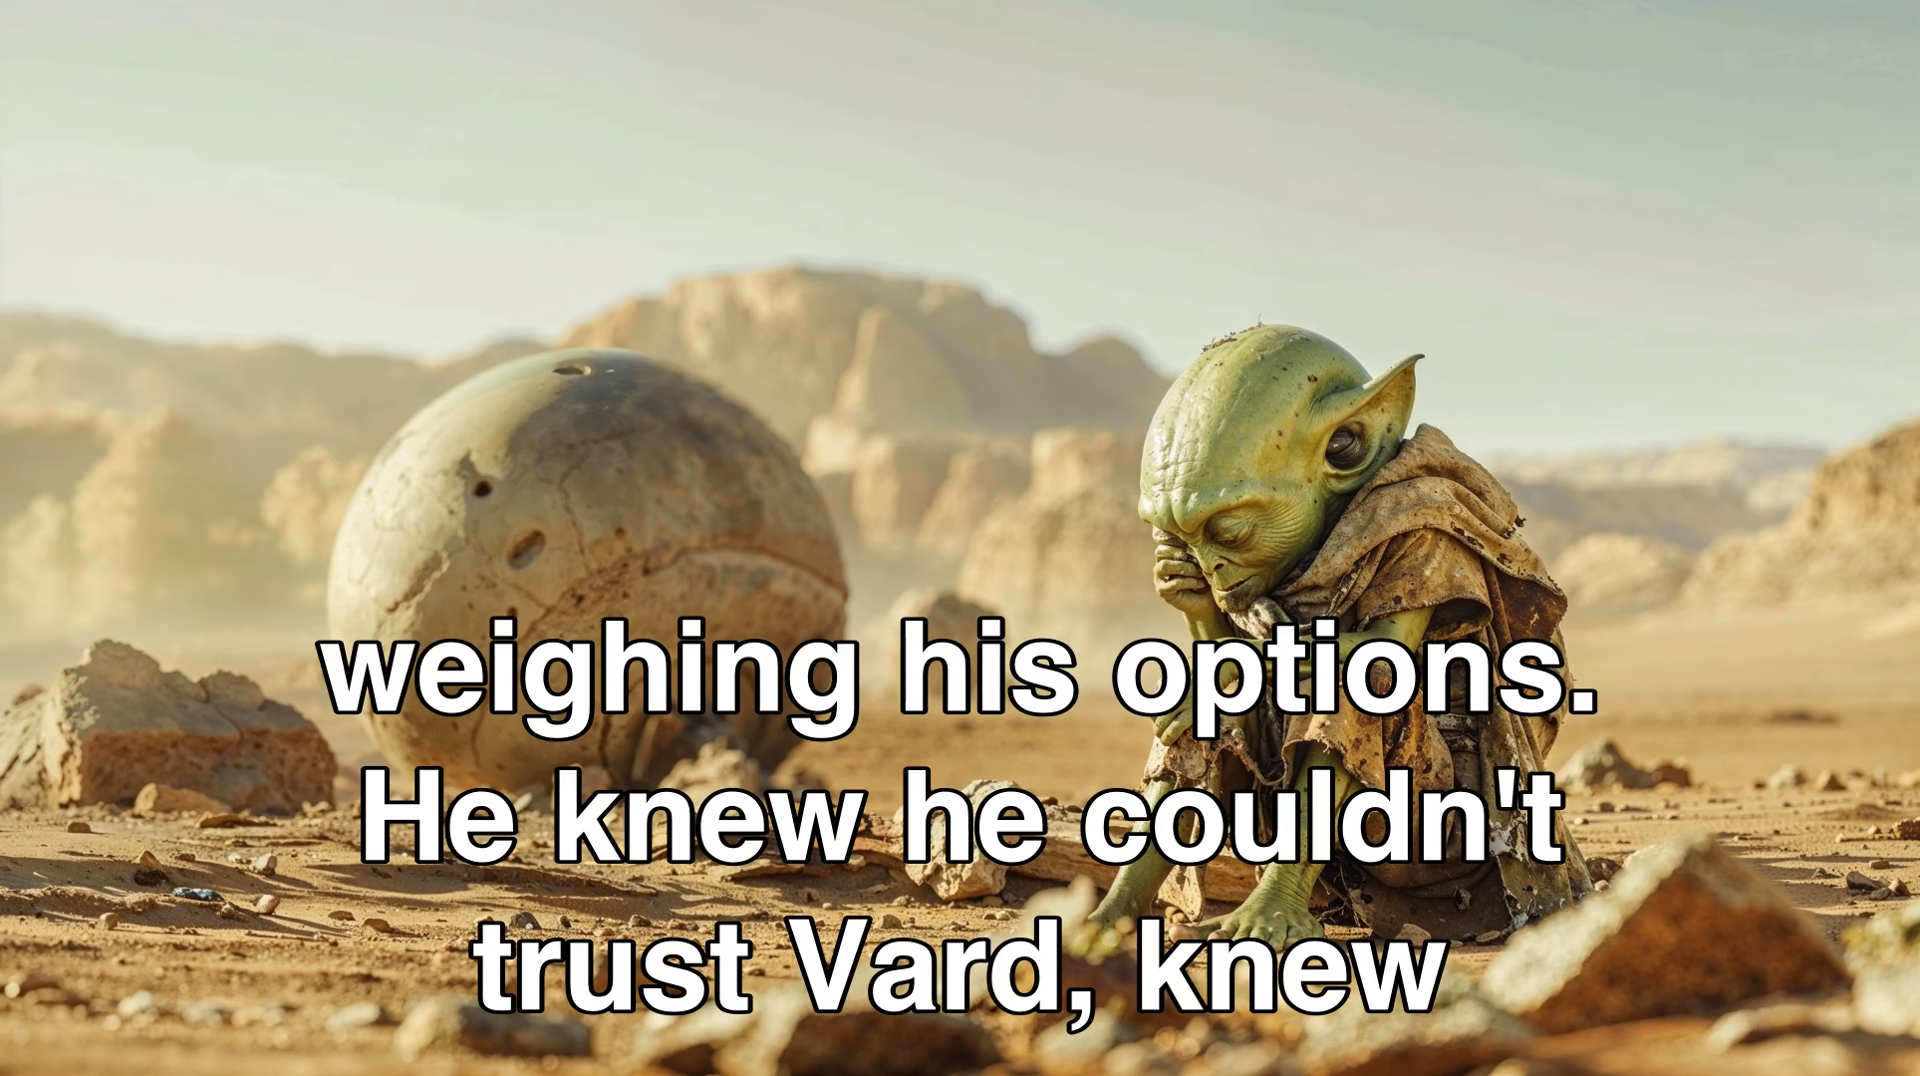 weighing his options.
He knew he couldn't
trust Vard, knew